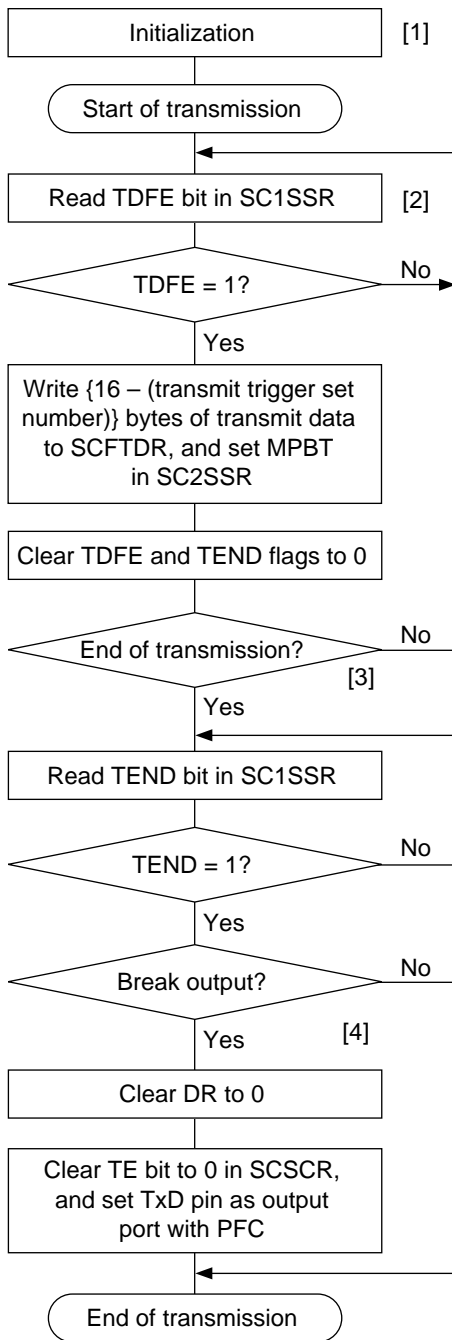 Initialization
[1]
Start of transmission
Read TDFE bit in SC1SSR
[2]
TDFE = 1?
No
Yes
Write {16 – (transmit trigger set
number)} bytes of transmit data
to SCFTDR, and set MPBT
in SC2SSR
Clear TDFE and TEND flags to 0
End of transmission?
No
[3]
Yes
Read TEND bit in SC1SSR
TEND = 1?
No
Yes
Break output?
No
[4]
Yes
Clear DR to 0
Clear TE bit to 0 in SCSCR,
and set TxD pin as output
port with PFC
End of transmission